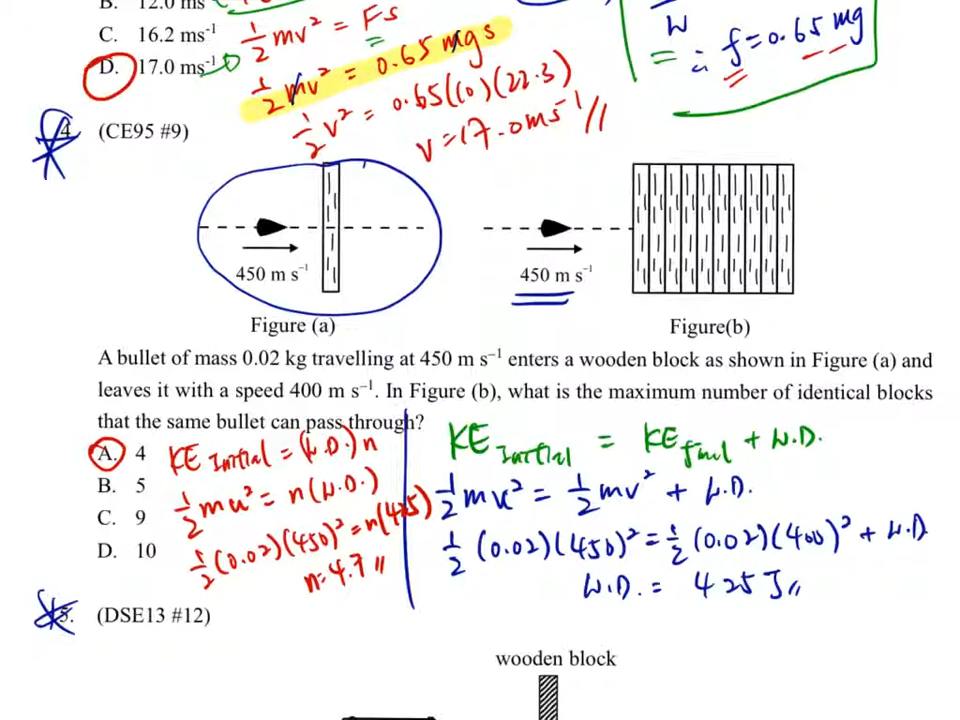 B. 12.0 ms
C. 16.2 ms⁻¹
D. 17.0 ms⁻¹
½mv² = Fs
½mv² = 0.65 mgs
½v² = 0.65(10)(22.3)
v = 17.0ms⁻¹ //
W
= ∴ f = 0.65 mg
4. (CE95 #9)
450 m s⁻¹
450 m s⁻¹
Figure (a)
Figure(b)
A bullet of mass 0.02 kg travelling at 450 m s⁻¹ enters a wooden block as shown in Figure (a) and
leaves it with a speed 400 m s⁻¹. In Figure (b), what is the maximum number of identical blocks
that the same bullet can pass through?
A. 4
B. 5
C. 9
D. 10
KE Initial = (W.D.) n
½mu² = n(W.D.)
½(0.02)(450)² = n(425)
n = 4.7 //
KE Initial = KE final + W.D.
½mu² = ½mv² + W.D.
½(0.02)(450)² = ½(0.02)(400)² + W.D
W.D. = 425J //
5. (DSE13 #12)
wooden block